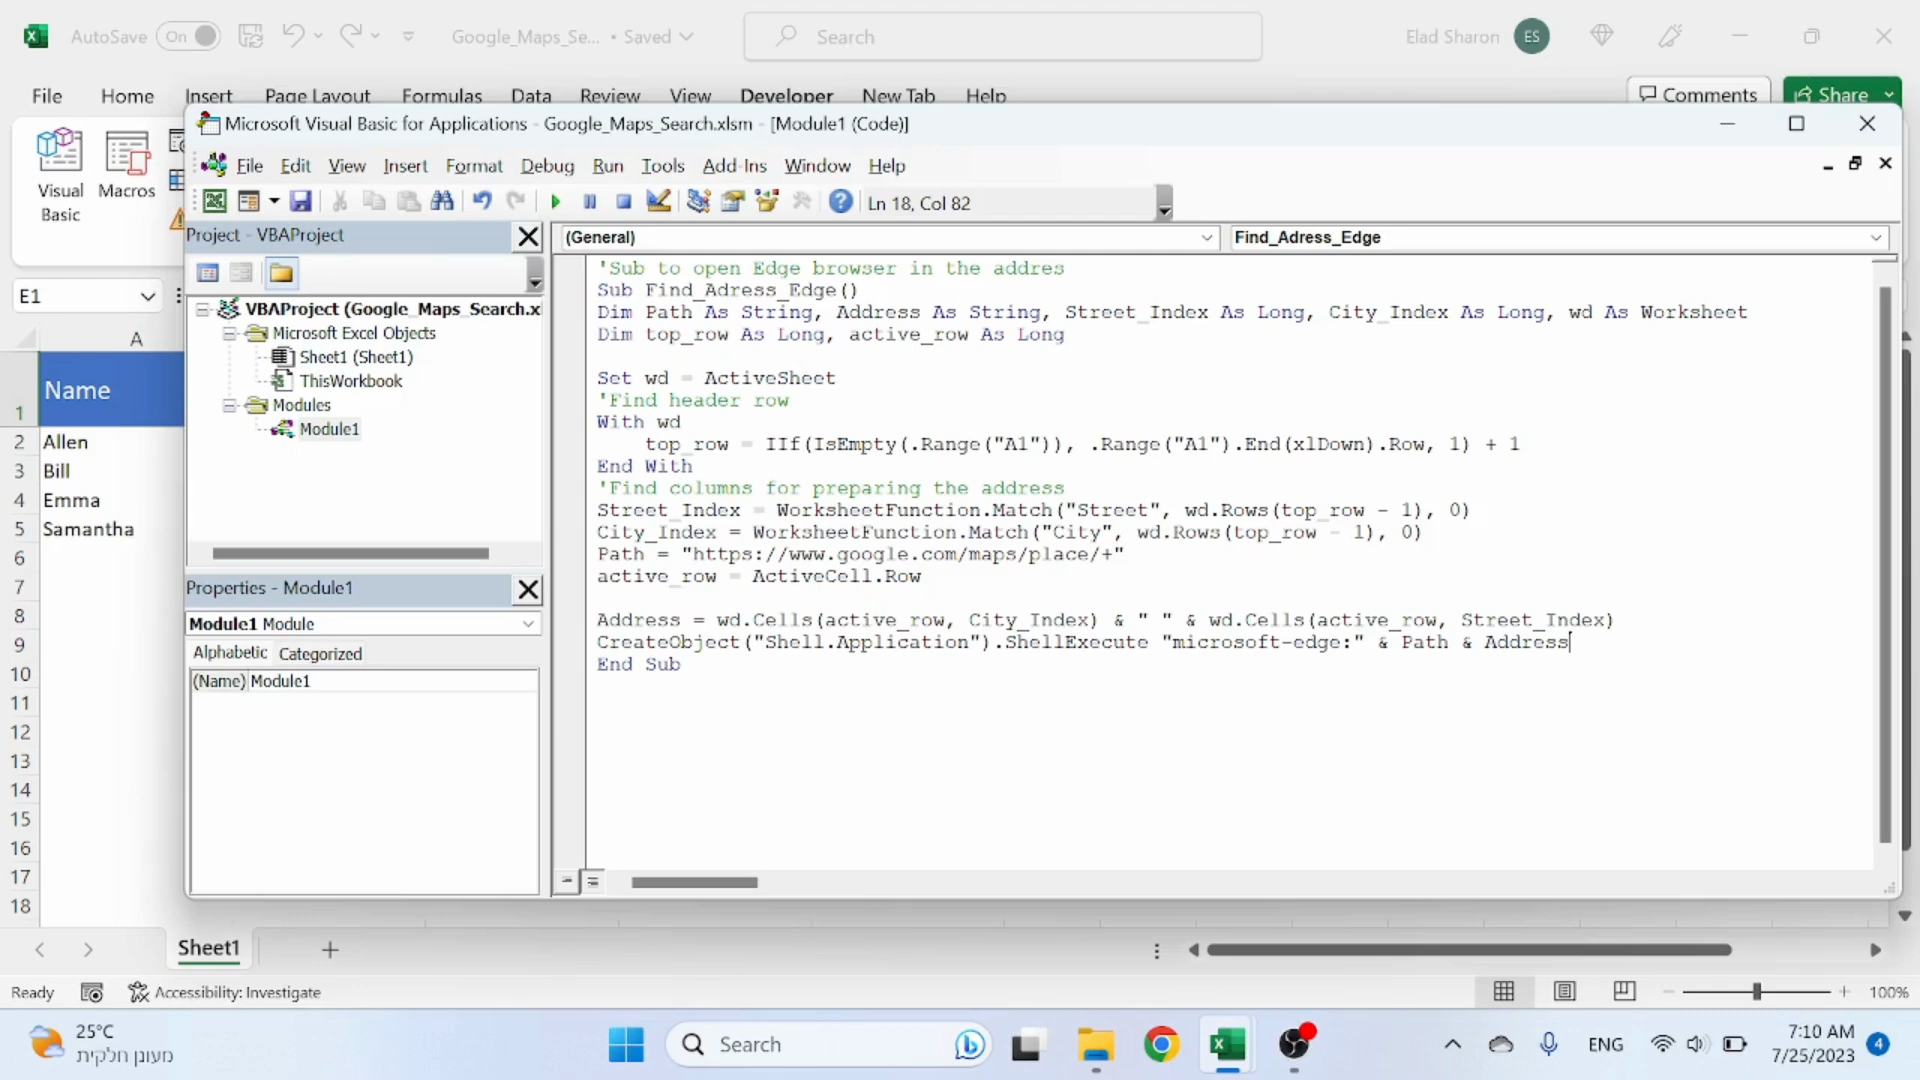 AutoSave On Google_Maps_Se... • Saved Search Elad Sharon ES
File Home Insert Page Layout Formulas Data Review View Developer New Tab Help Comments Share
Visual Basic Macros
E1
A
1 Name
2 Allen
3 Bill
4 Emma
5 Samantha
6
7
8
9
10
11
12
13
14
15
16
17
18
Microsoft Visual Basic for Applications - Google_Maps_Search.xlsm - [Module1 (Code)]
File Edit View Insert Format Debug Run Tools Add-Ins Window Help
Ln 18, Col 82
Project - VBAProject
VBAProject (Google_Maps_Search.x
Microsoft Excel Objects
Sheet1 (Sheet1)
ThisWorkbook
Modules
Module1
Properties - Module1
Module1 Module
Alphabetic Categorized
(Name) Module1
(General) Find_Adress_Edge
'Sub to open Edge browser in the addres
Sub Find_Adress_Edge()
Dim Path As String, Address As String, Street_Index As Long, City_Index As Long, wd As Worksheet
Dim top_row As Long, active_row As Long
Set wd = ActiveSheet
'Find header row
With wd
top_row = IIf(IsEmpty(.Range("A1")), .Range("A1").End(xlDown).Row, 1) + 1
End With
'Find columns for preparing the address
Street_Index = WorksheetFunction.Match("Street", wd.Rows(top_row - 1), 0)
City_Index = WorksheetFunction.Match("City", wd.Rows(top_row - 1), 0)
Path = "https://www.google.com/maps/place/+"
active_row = ActiveCell.Row
Address = wd.Cells(active_row, City_Index) & " " & wd.Cells(active_row, Street_Index)
CreateObject("Shell.Application").ShellExecute "microsoft-edge:" & Path & Address
End Sub
Sheet1
Ready Accessibility: Investigate 100%
25°C
מעונן חלקית
Search
ENG
7:10 AM
7/25/2023 4